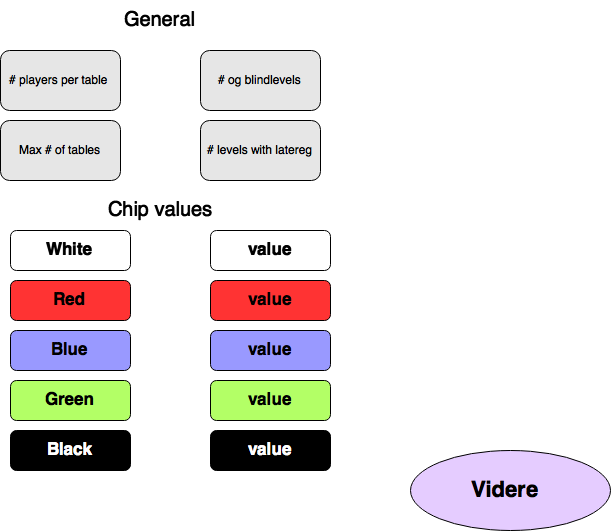 General
# players per table
# og blindlevels
Max # of tables
# levels with latereg
Chip values
White
value
Red
value
Blue
value
Green
value
Black
value
Videre